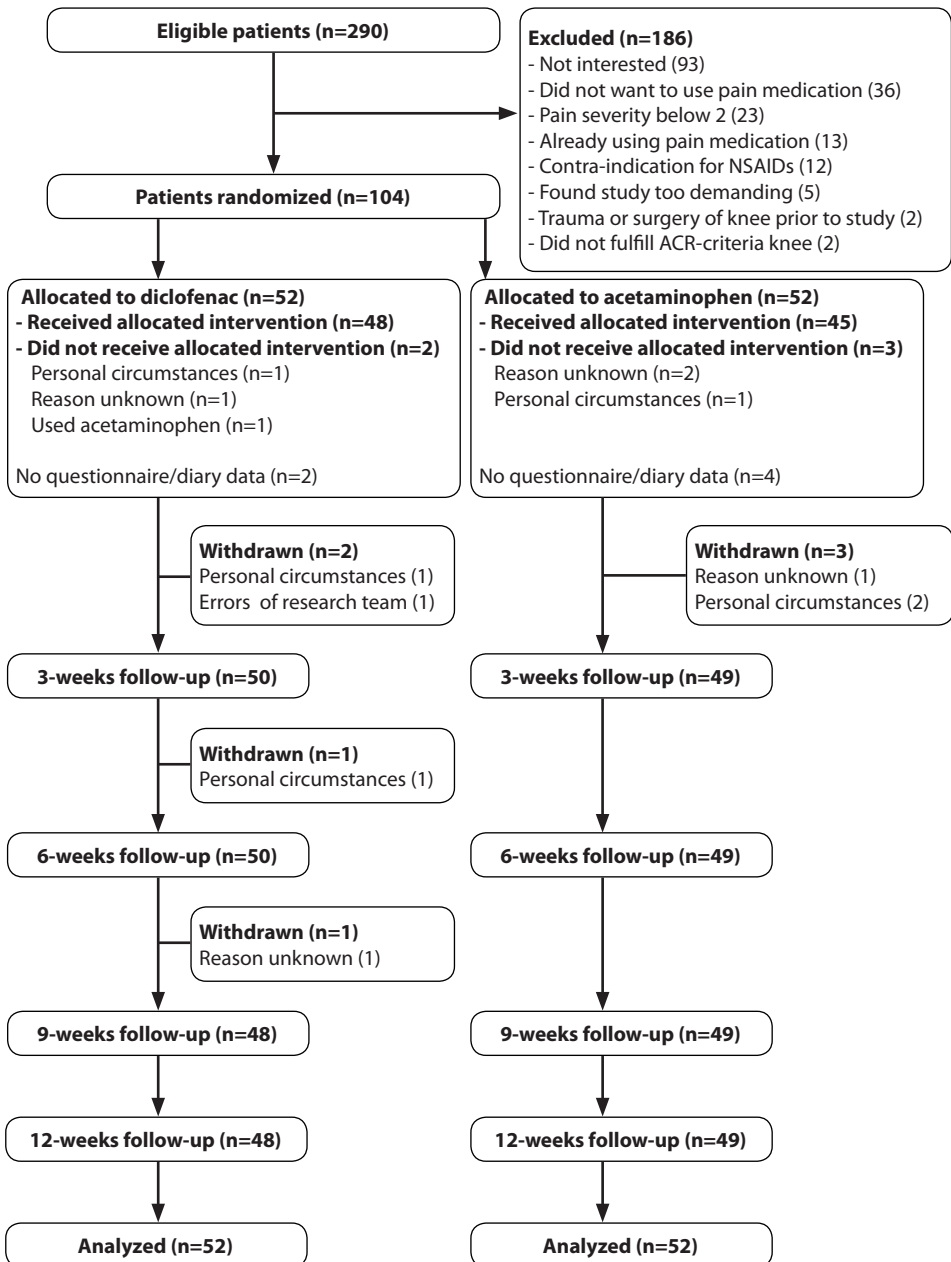 Eligible patients (n=290)
Excluded (n=186)
- Not interested (93)
- Did not want to use pain medication (36)
- Pain severity below 2 (23)
- Already using pain medication (13)
- Contra-indication for NSAIDs (12)
- Found study too demanding (5)
- Trauma or surgery of knee prior to study (2)
- Did not fulfill ACR-criteria knee (2)
Patients randomized (n=104)
Allocated to diclofenac (n=52)
- Received allocated intervention (n=48)
- Did not receive allocated intervention (n=2)
Personal circumstances (n=1)
Reason unknown (n=1)
Used acetaminophen (n=1)
No questionnaire/diary data (n=2)
Allocated to acetaminophen (n=52)
- Received allocated intervention (n=45)
- Did not receive allocated intervention (n=3)
Reason unknown (n=2)
Personal circumstances (n=1)
No questionnaire/diary data (n=4)
Withdrawn (n=2)
Personal circumstances (1)
Errors of research team (1)
Withdrawn (n=3)
Reason unknown (1)
Personal circumstances (2)
3-weeks follow-up (n=50)
3-weeks follow-up (n=49)
Withdrawn (n=1)
Personal circumstances (1)
6-weeks follow-up (n=50)
6-weeks follow-up (n=49)
Withdrawn (n=1)
Reason unknown (1)
9-weeks follow-up (n=48)
9-weeks follow-up (n=49)
12-weeks follow-up (n=48)
12-weeks follow-up (n=49)
Analyzed (n=52)
Analyzed (n=52)